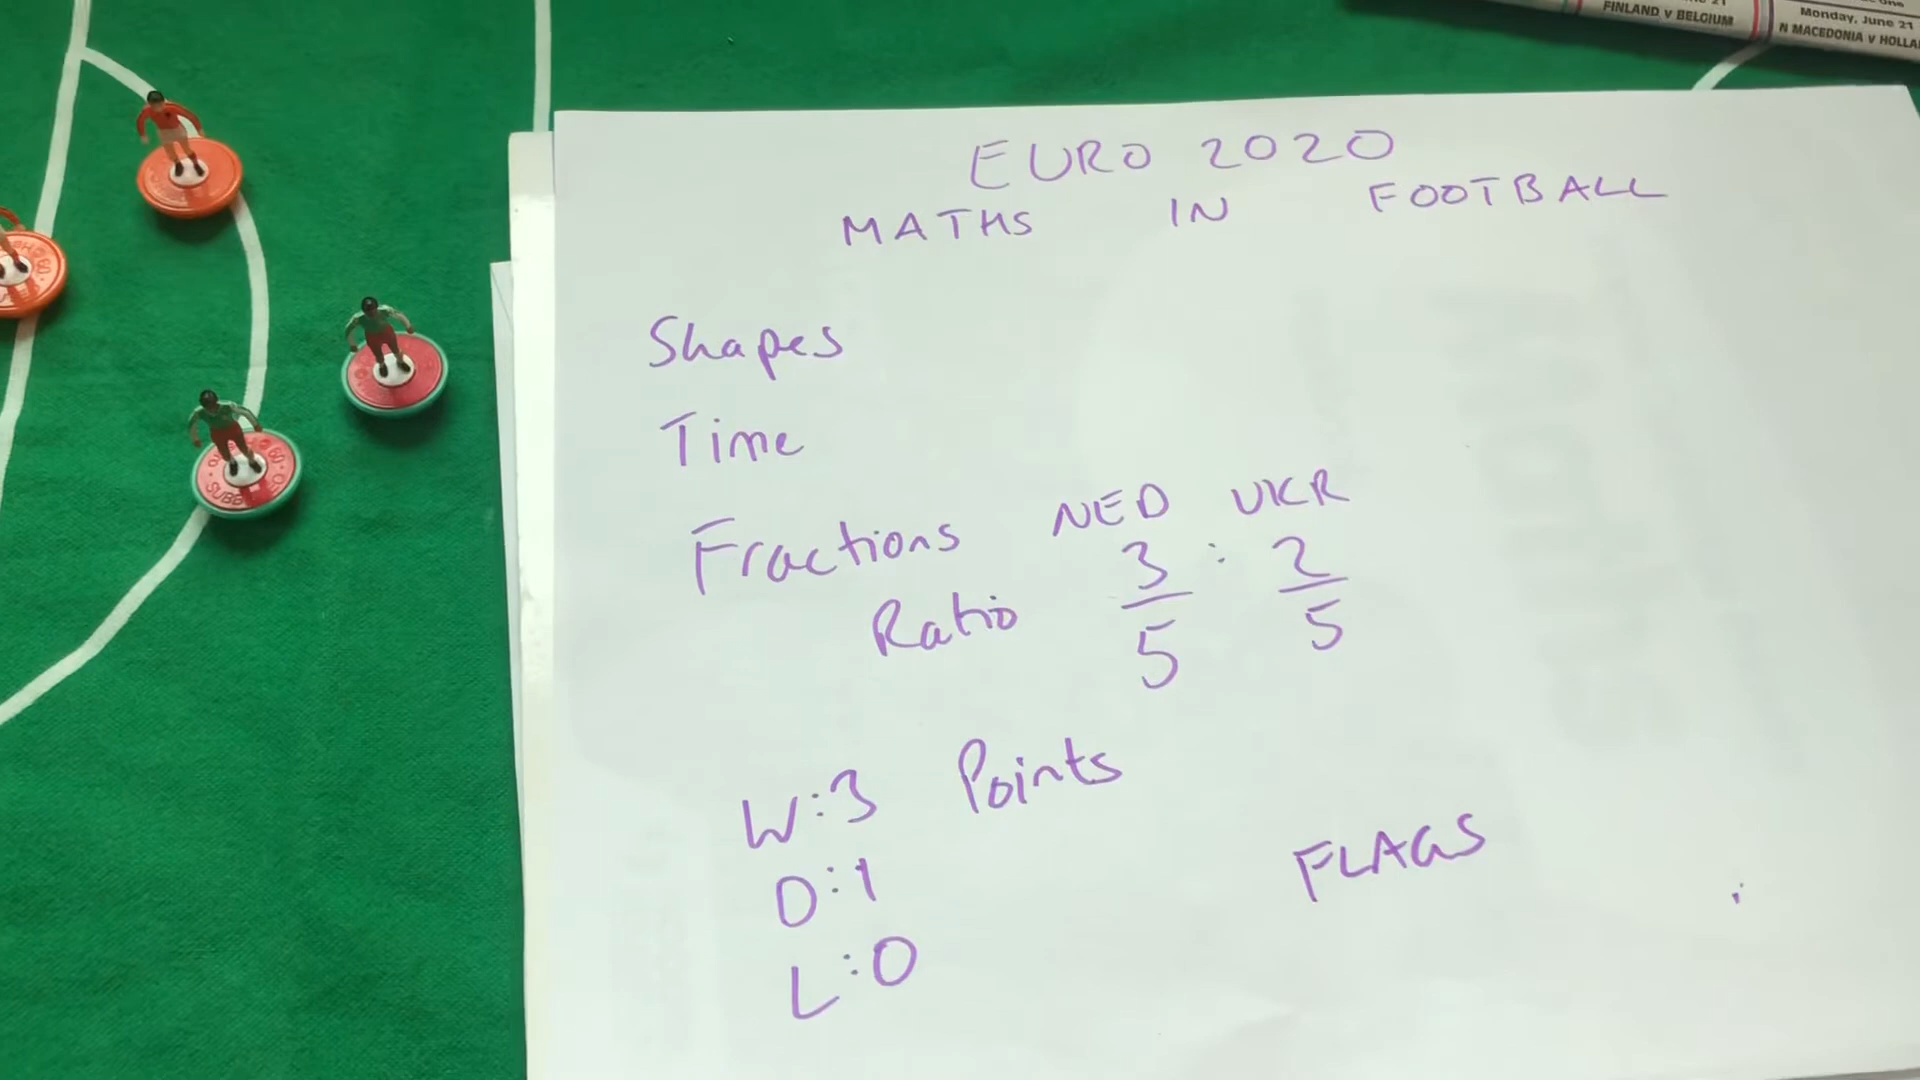 FINLAND V BELGIUM
Monday, June 21
N MACEDONIA V HOLLA
EURO 2020
MATHS IN FOOTBALL
Shapes
Time
Fractions NED UKR
Ratio 3/5 : 2/5
W:3 Points
D:1
L:0
FLAGS